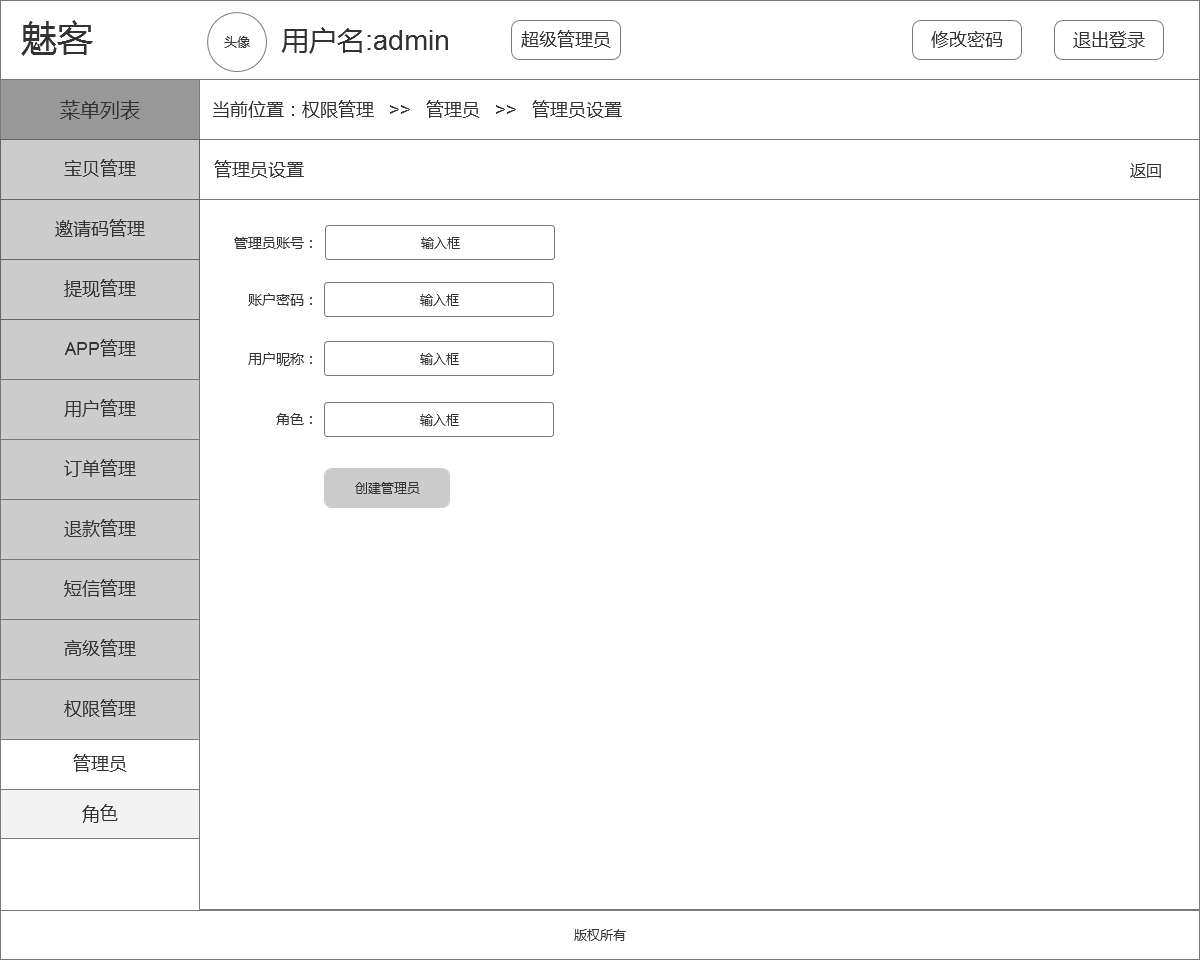 魅客
头像
用户名:admin
超级管理员
修改密码
退出登录
菜单列表
当前位置：权限管理 >> 管理员 >> 管理员设置
宝贝管理
管理员设置
返回
邀请码管理
提现管理
APP管理
用户管理
订单管理
退款管理
短信管理
高级管理
权限管理
管理员
角色
管理员账号： 输入框
账户密码： 输入框
用户昵称： 输入框
角色： 输入框
创建管理员
版权所有